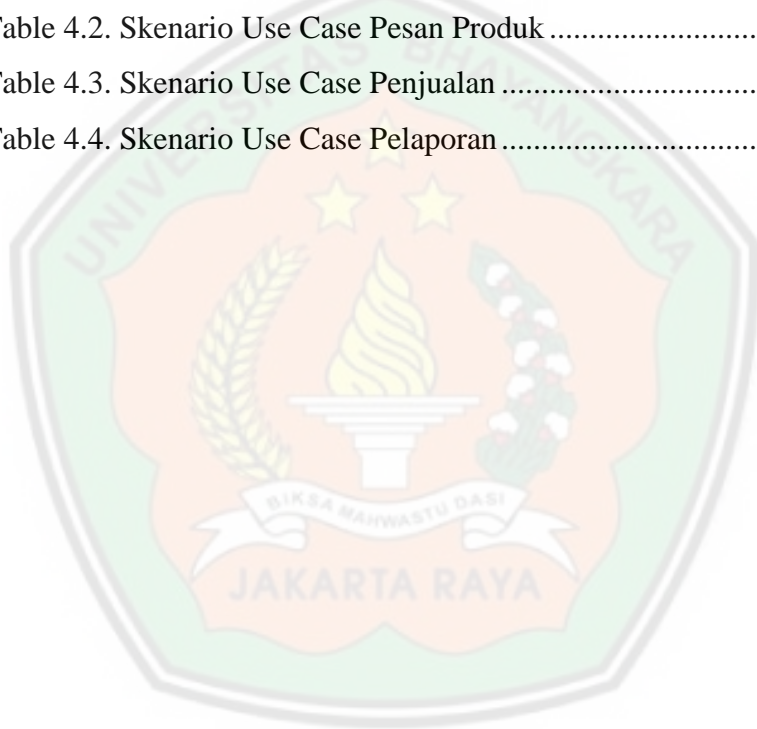 Table 4.2. Skenario Use Case Pesan Produk ..........................
Table 4.3. Skenario Use Case Penjualan ................................
Table 4.4. Skenario Use Case Pelaporan ................................
UNIVERSITAS BHAYANGKARA
BIKSA MAHWASTU DASI
JAKARTA RAYA